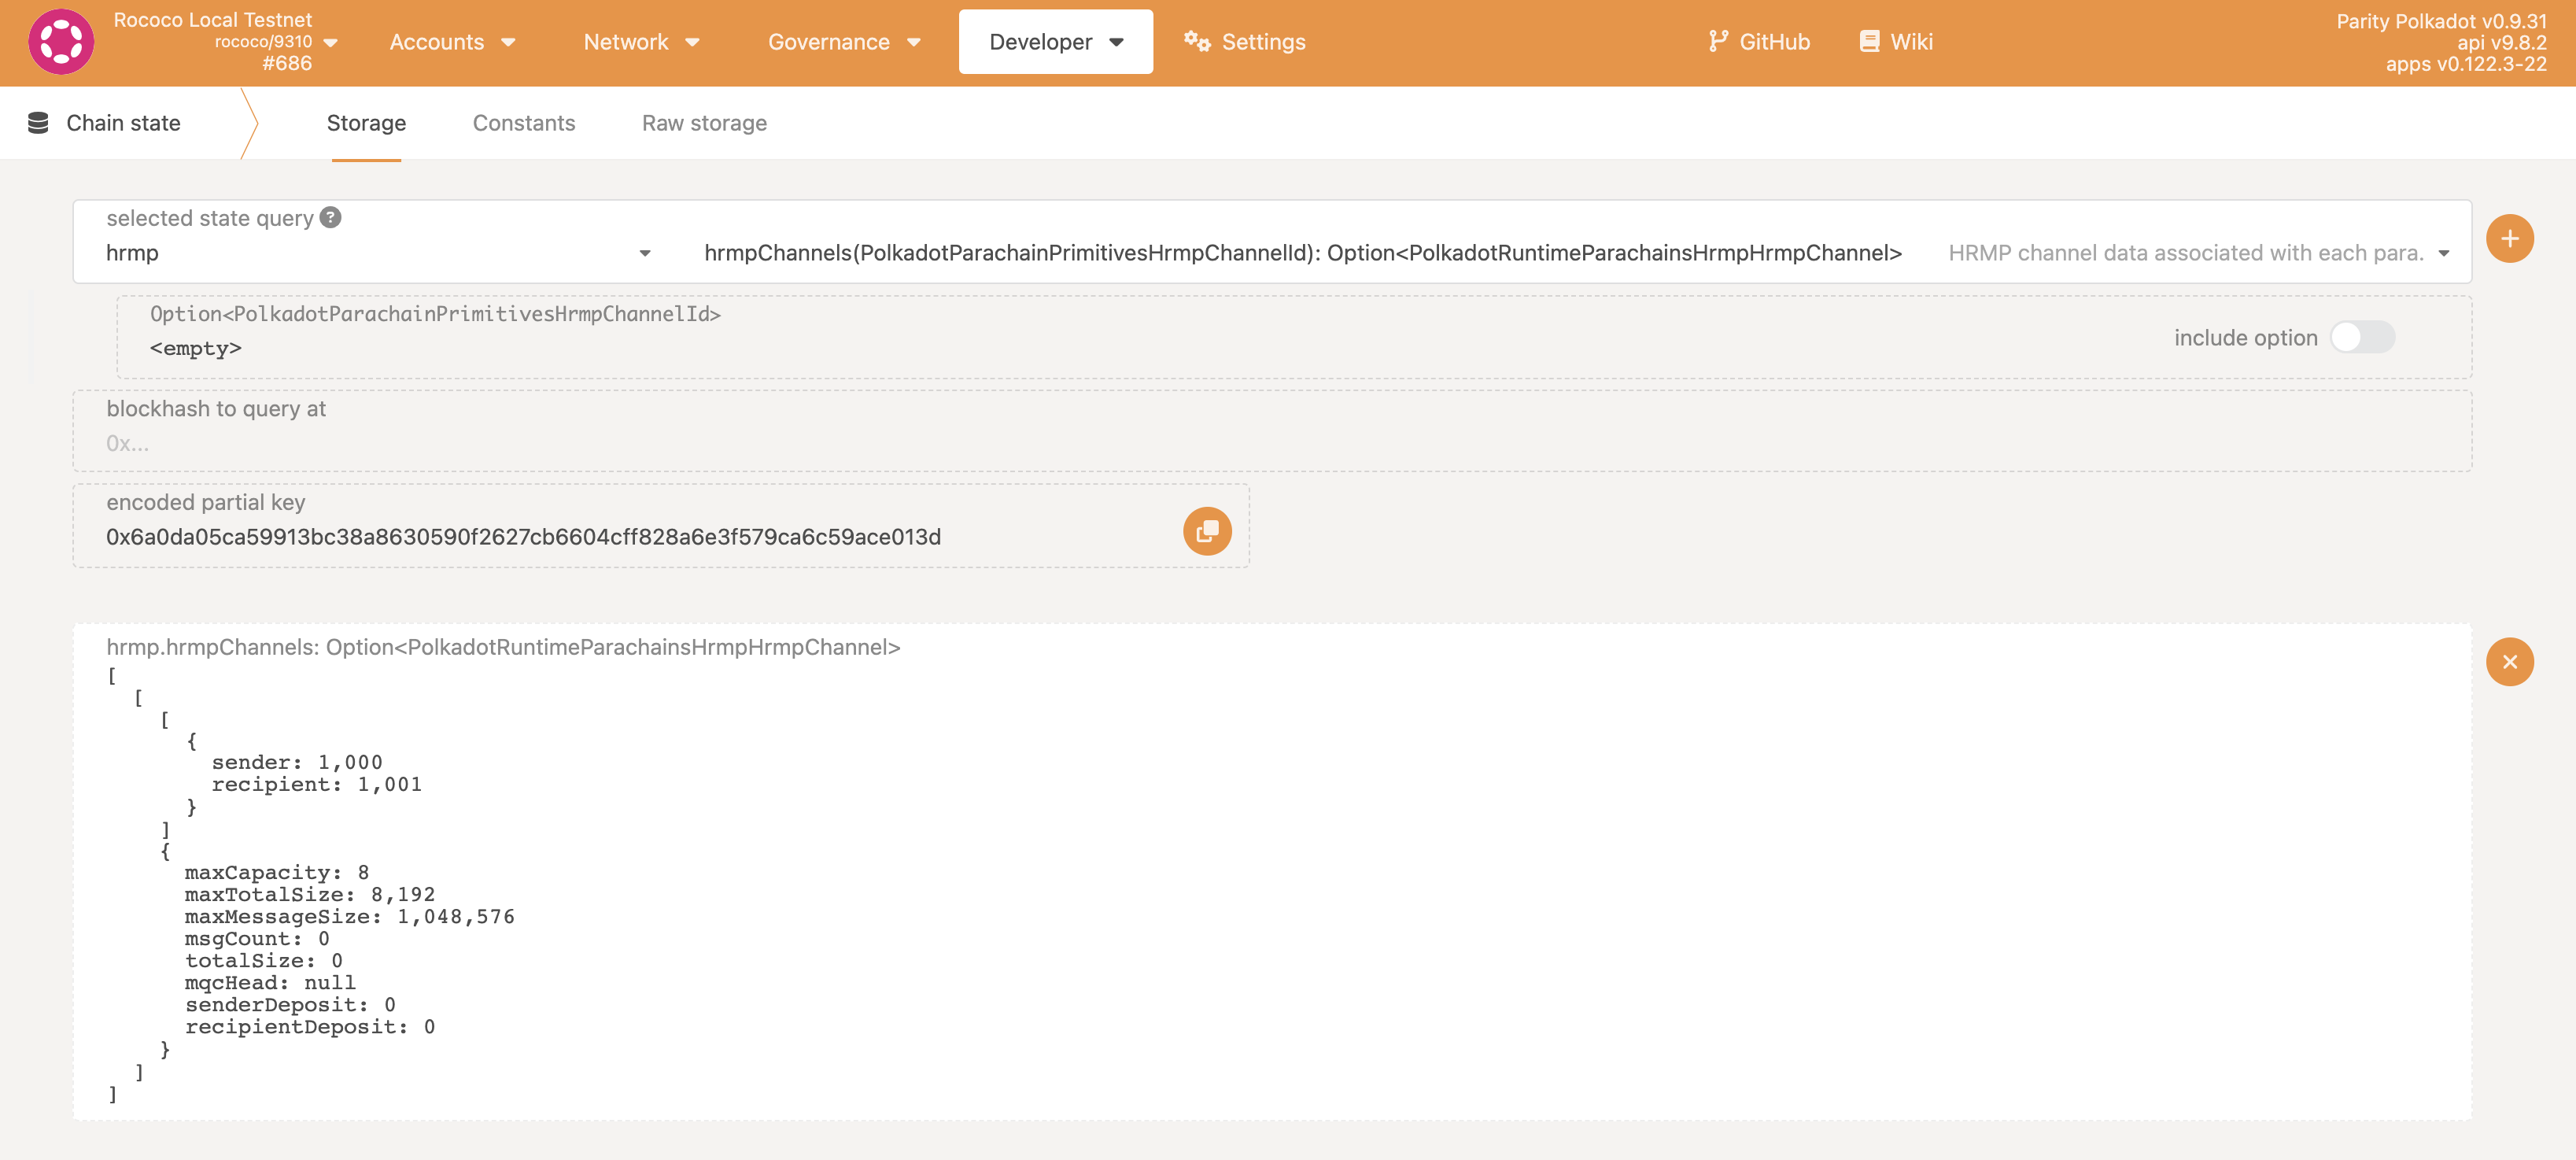 Rococo Local Testnet
rococo/9310
#686
Accounts
Network
Governance
Developer
Settings
GitHub
Wiki
Parity Polkadot v0.9.31
api v9.8.2
apps v0.122.3-22
Chain state
Storage
Constants
Raw storage
selected state query ?
hrmp
hrmpChannels(PolkadotParachainPrimitivesHrmpChannelId): Option<PolkadotRuntimeParachainsHrmpHrmpChannel>
HRMP channel data associated with each para.
Option<PolkadotParachainPrimitivesHrmpChannelId>
<empty>
include option
blockhash to query at
0x...
encoded partial key
0x6a0da05ca59913bc38a8630590f2627cb6604cff828a6e3f579ca6c59ace013d
hrmp.hrmpChannels: Option<PolkadotRuntimeParachainsHrmpHrmpChannel>
[
[
[
{
sender: 1,000
recipient: 1,001
}
]
{
maxCapacity: 8
maxTotalSize: 8,192
maxMessageSize: 1,048,576
msgCount: 0
totalSize: 0
mqcHead: null
senderDeposit: 0
recipientDeposit: 0
}
]
]